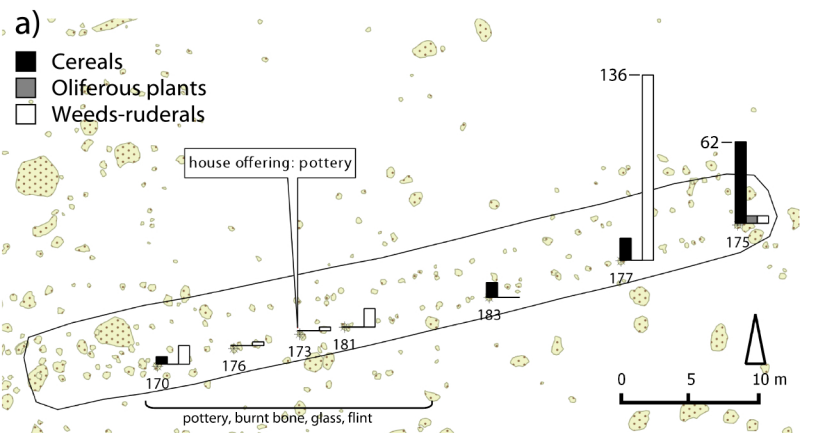 a)
Cereals
Oliferous plants
Weeds-ruderals
136
62
house offering: pottery
175
177
183
181
173
176
170
0 5 10 m
pottery, burnt bone, glass, flint